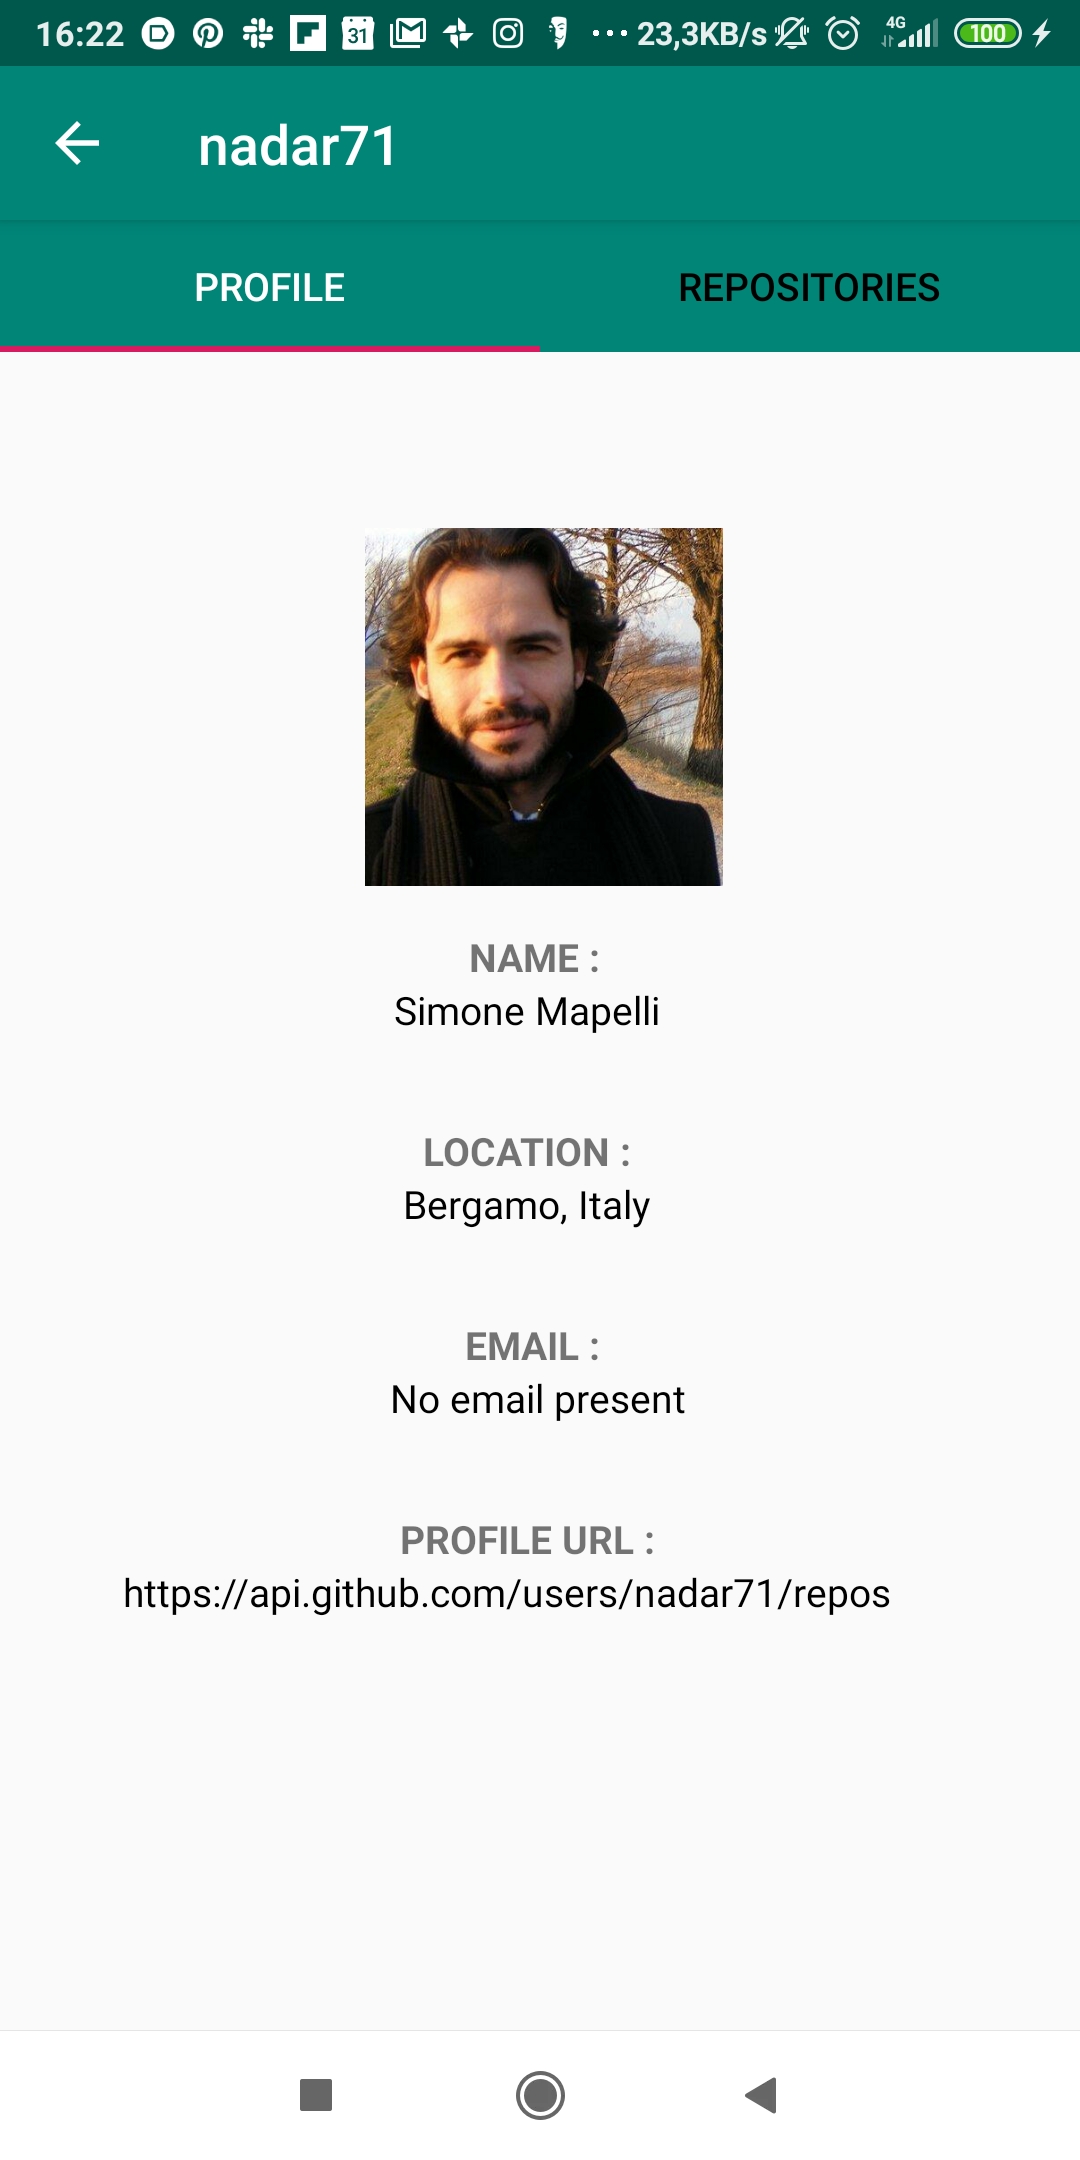 16:22 31 ... 23,3KB/s 4G 100
nadar71
PROFILE REPOSITORIES
NAME :
Simone Mapelli
LOCATION :
Bergamo, Italy
EMAIL :
No email present
PROFILE URL :
https://api.github.com/users/nadar71/repos